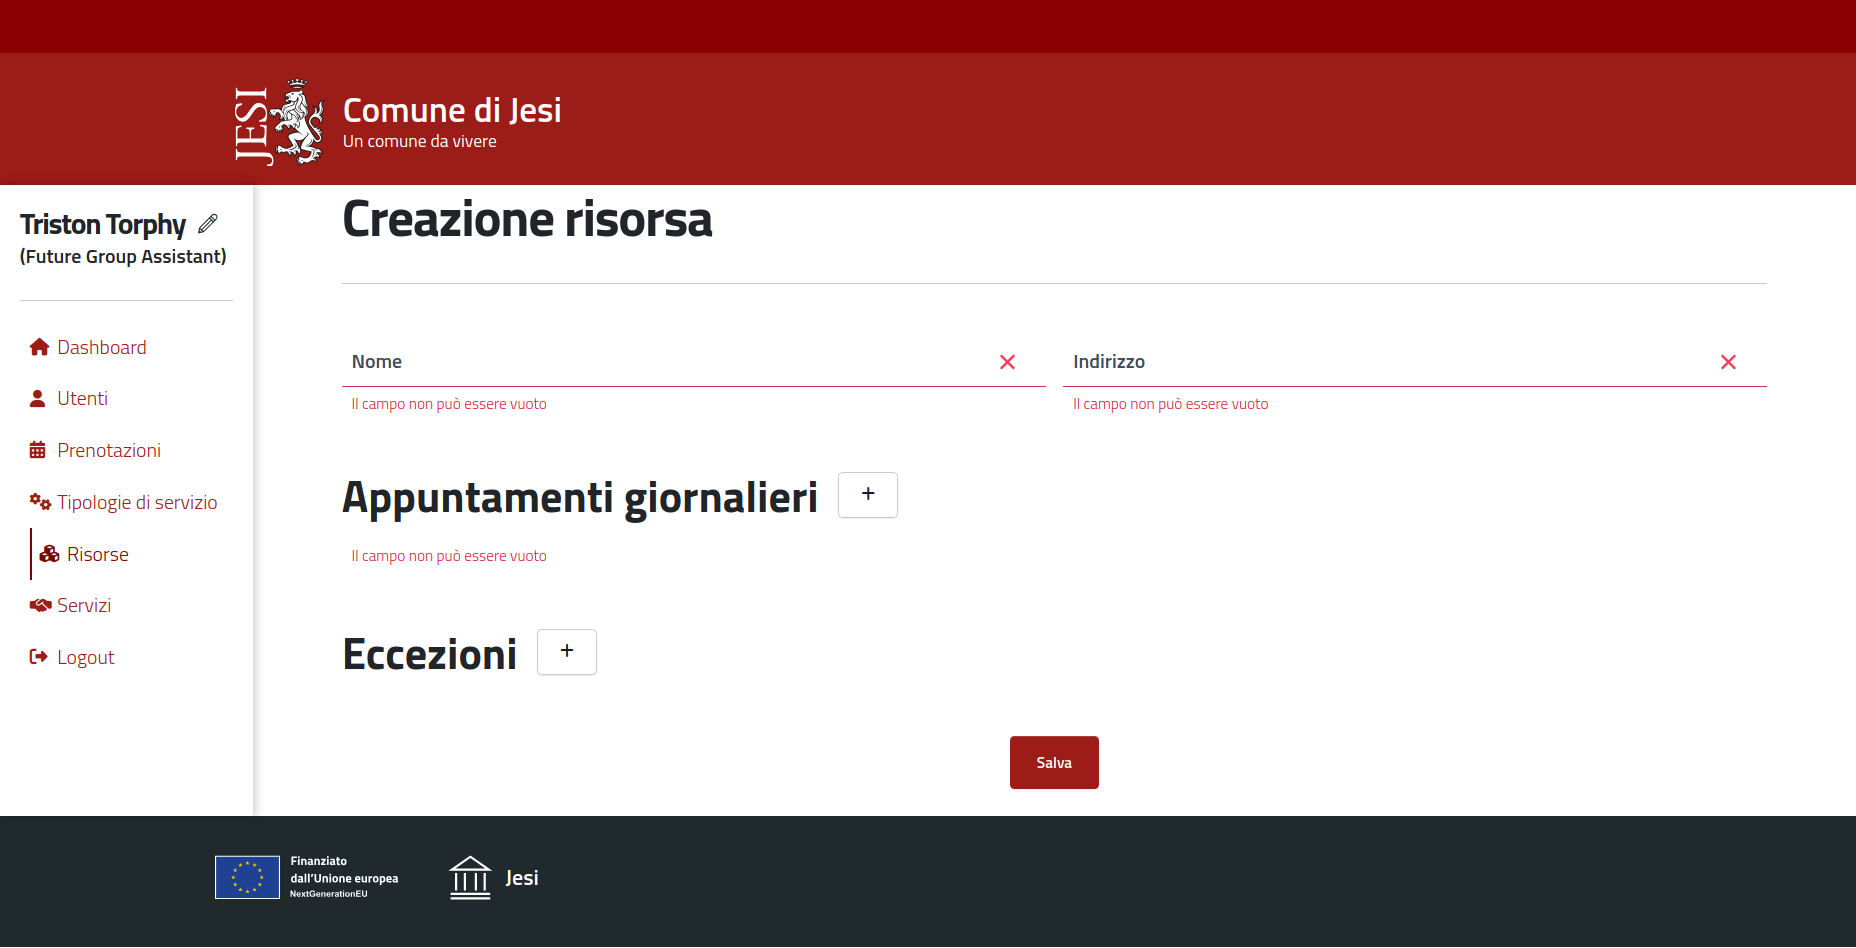 JESI
Comune di Jesi
Un comune da vivere
Triston Torphy
(Future Group Assistant)
Dashboard
Utenti
Prenotazioni
Tipologie di servizio
Risorse
Servizi
Logout
Creazione risorsa
Nome
Il campo non può essere vuoto
Indirizzo
Il campo non può essere vuoto
Appuntamenti giornalieri +
Il campo non può essere vuoto
Eccezioni +
Salva
Finanziato
dall'Unione europea
NextGenerationEU
Jesi